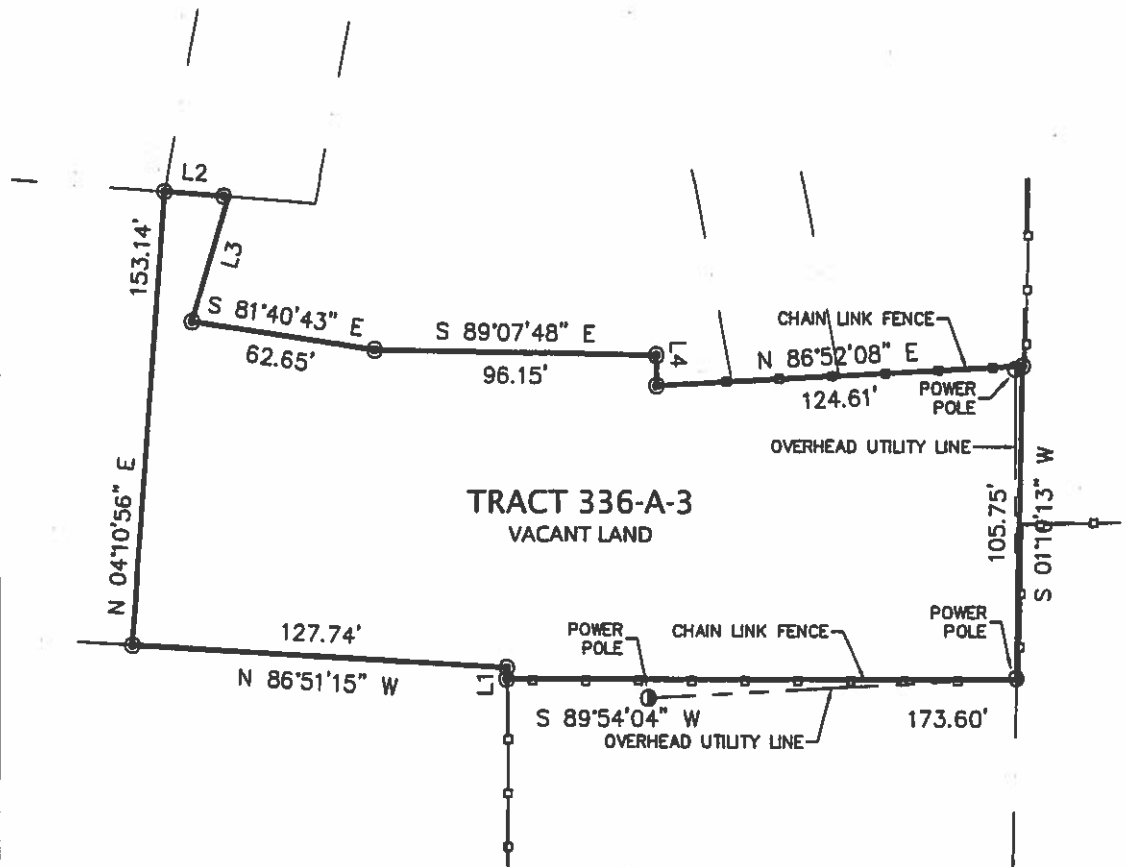 L2
153.14'
L3
S 81°40'43" E
62.65'
S 89°07'48" E
96.15'
L4
CHAIN LINK FENCE
N 86°52'08" E
124.61'
POWER
POLE
OVERHEAD UTILITY LINE
TRACT 336-A-3
VACANT LAND
105.75'
S 01°16'13" W
N 04°10'56" E
127.74'
N 86°51'15" W
L1
POWER
POLE
CHAIN LINK FENCE
POWER
POLE
S 89°54'04" W
173.60'
OVERHEAD UTILITY LINE